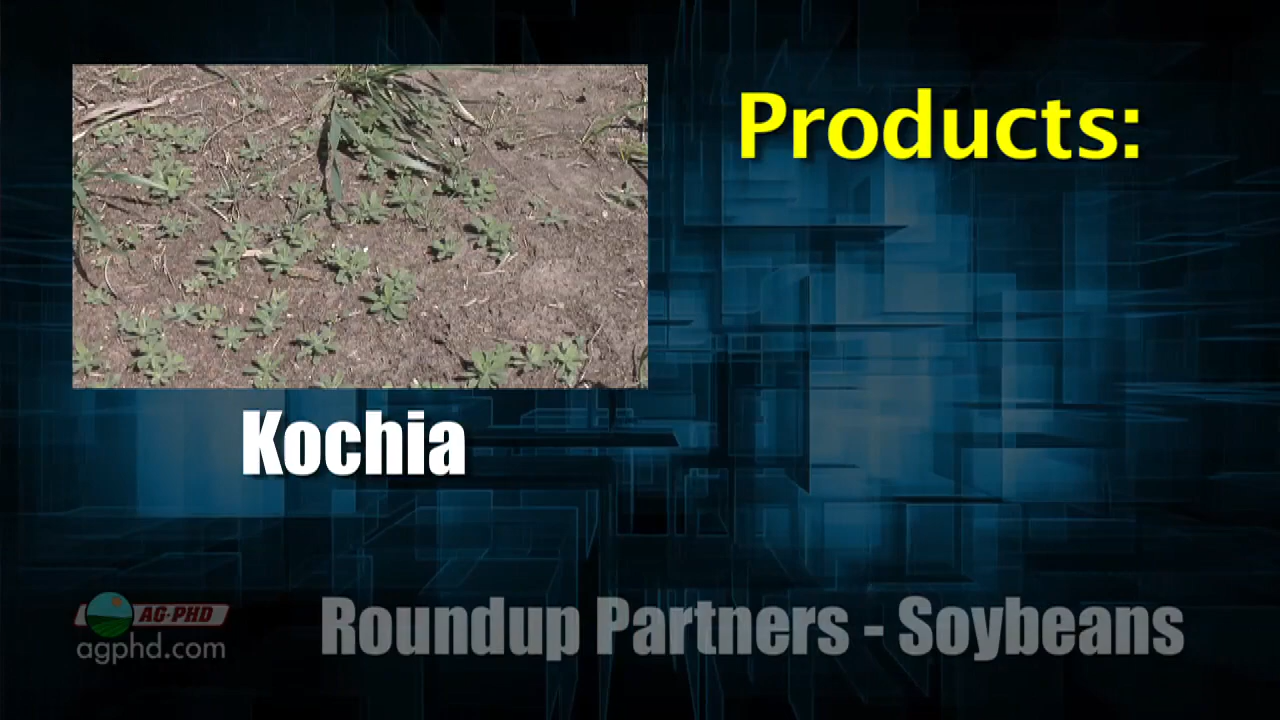 Products:
Kochia
AG-PHD
agphd.com
Roundup Partners - Soybeans